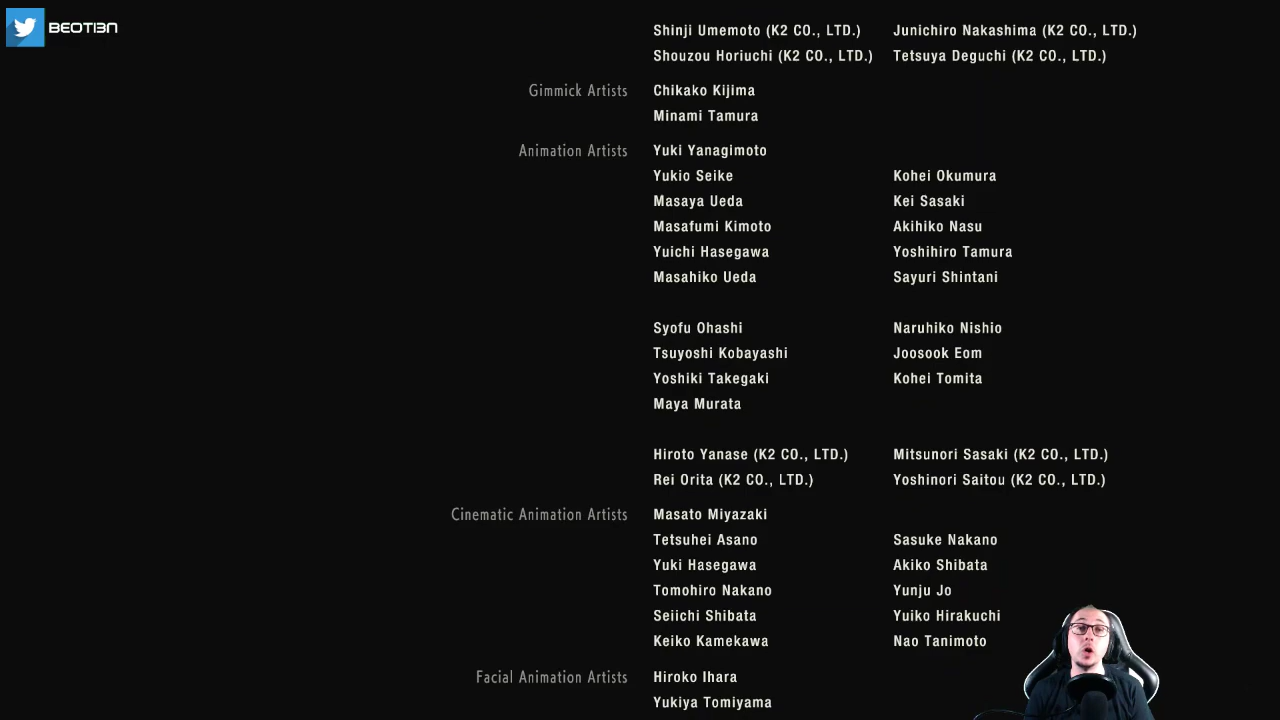 BEOTI3N
Shinji Umemoto (K2 CO., LTD.) Junichiro Nakashima (K2 CO., LTD.)
Shouzou Horiuchi (K2 CO., LTD.) Tetsuya Deguchi (K2 CO., LTD.)
Gimmick Artists Chikako Kijima
Minami Tamura
Animation Artists Yuki Yanagimoto
Yukio Seike Kohei Okumura
Masaya Ueda Kei Sasaki
Masafumi Kimoto Akihiko Nasu
Yuichi Hasegawa Yoshihiro Tamura
Masahiko Ueda Sayuri Shintani
Syofu Ohashi Naruhiko Nishio
Tsuyoshi Kobayashi Joosook Eom
Yoshiki Takegaki Kohei Tomita
Maya Murata
Hiroto Yanase (K2 CO., LTD.) Mitsunori Sasaki (K2 CO., LTD.)
Rei Orita (K2 CO., LTD.) Yoshinori Saitou (K2 CO., LTD.)
Cinematic Animation Artists Masato Miyazaki
Tetsuhei Asano Sasuke Nakano
Yuki Hasegawa Akiko Shibata
Tomohiro Nakano Yunju Jo
Seiichi Shibata Yuiko Hirakuchi
Keiko Kamekawa Nao Tanimoto
Facial Animation Artists Hiroko Ihara
Yukiya Tomiyama